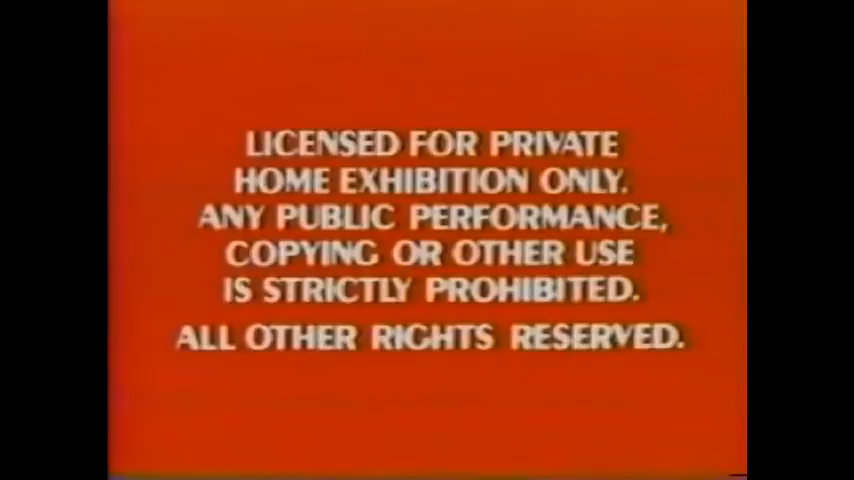 LICENSED FOR PRIVATE
HOME EXHIBITION ONLY.
ANY PUBLIC PERFORMANCE,
COPYING OR OTHER USE
IS STRICTLY PROHIBITED.
ALL OTHER RIGHTS RESERVED.